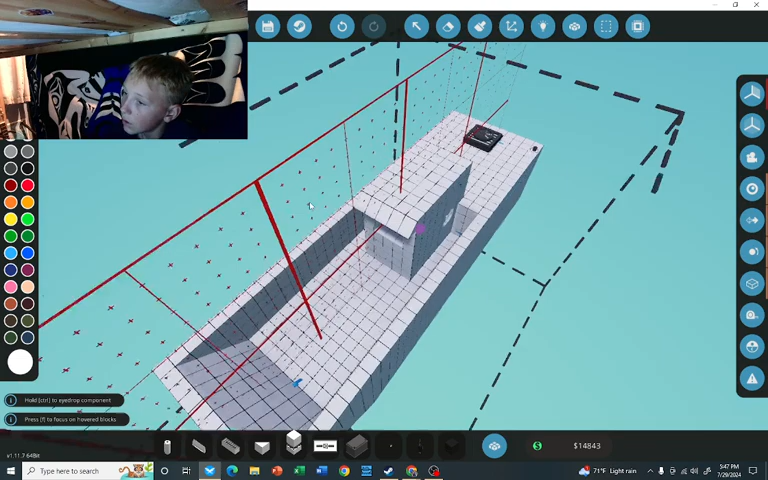 Hold [ctrl] to eyedrop component
Press [f] to focus on hovered blocks
$ $14843
v1.11.7 64Bit
Type here to search
71°F Light rain
5:47 PM
7/29/2024